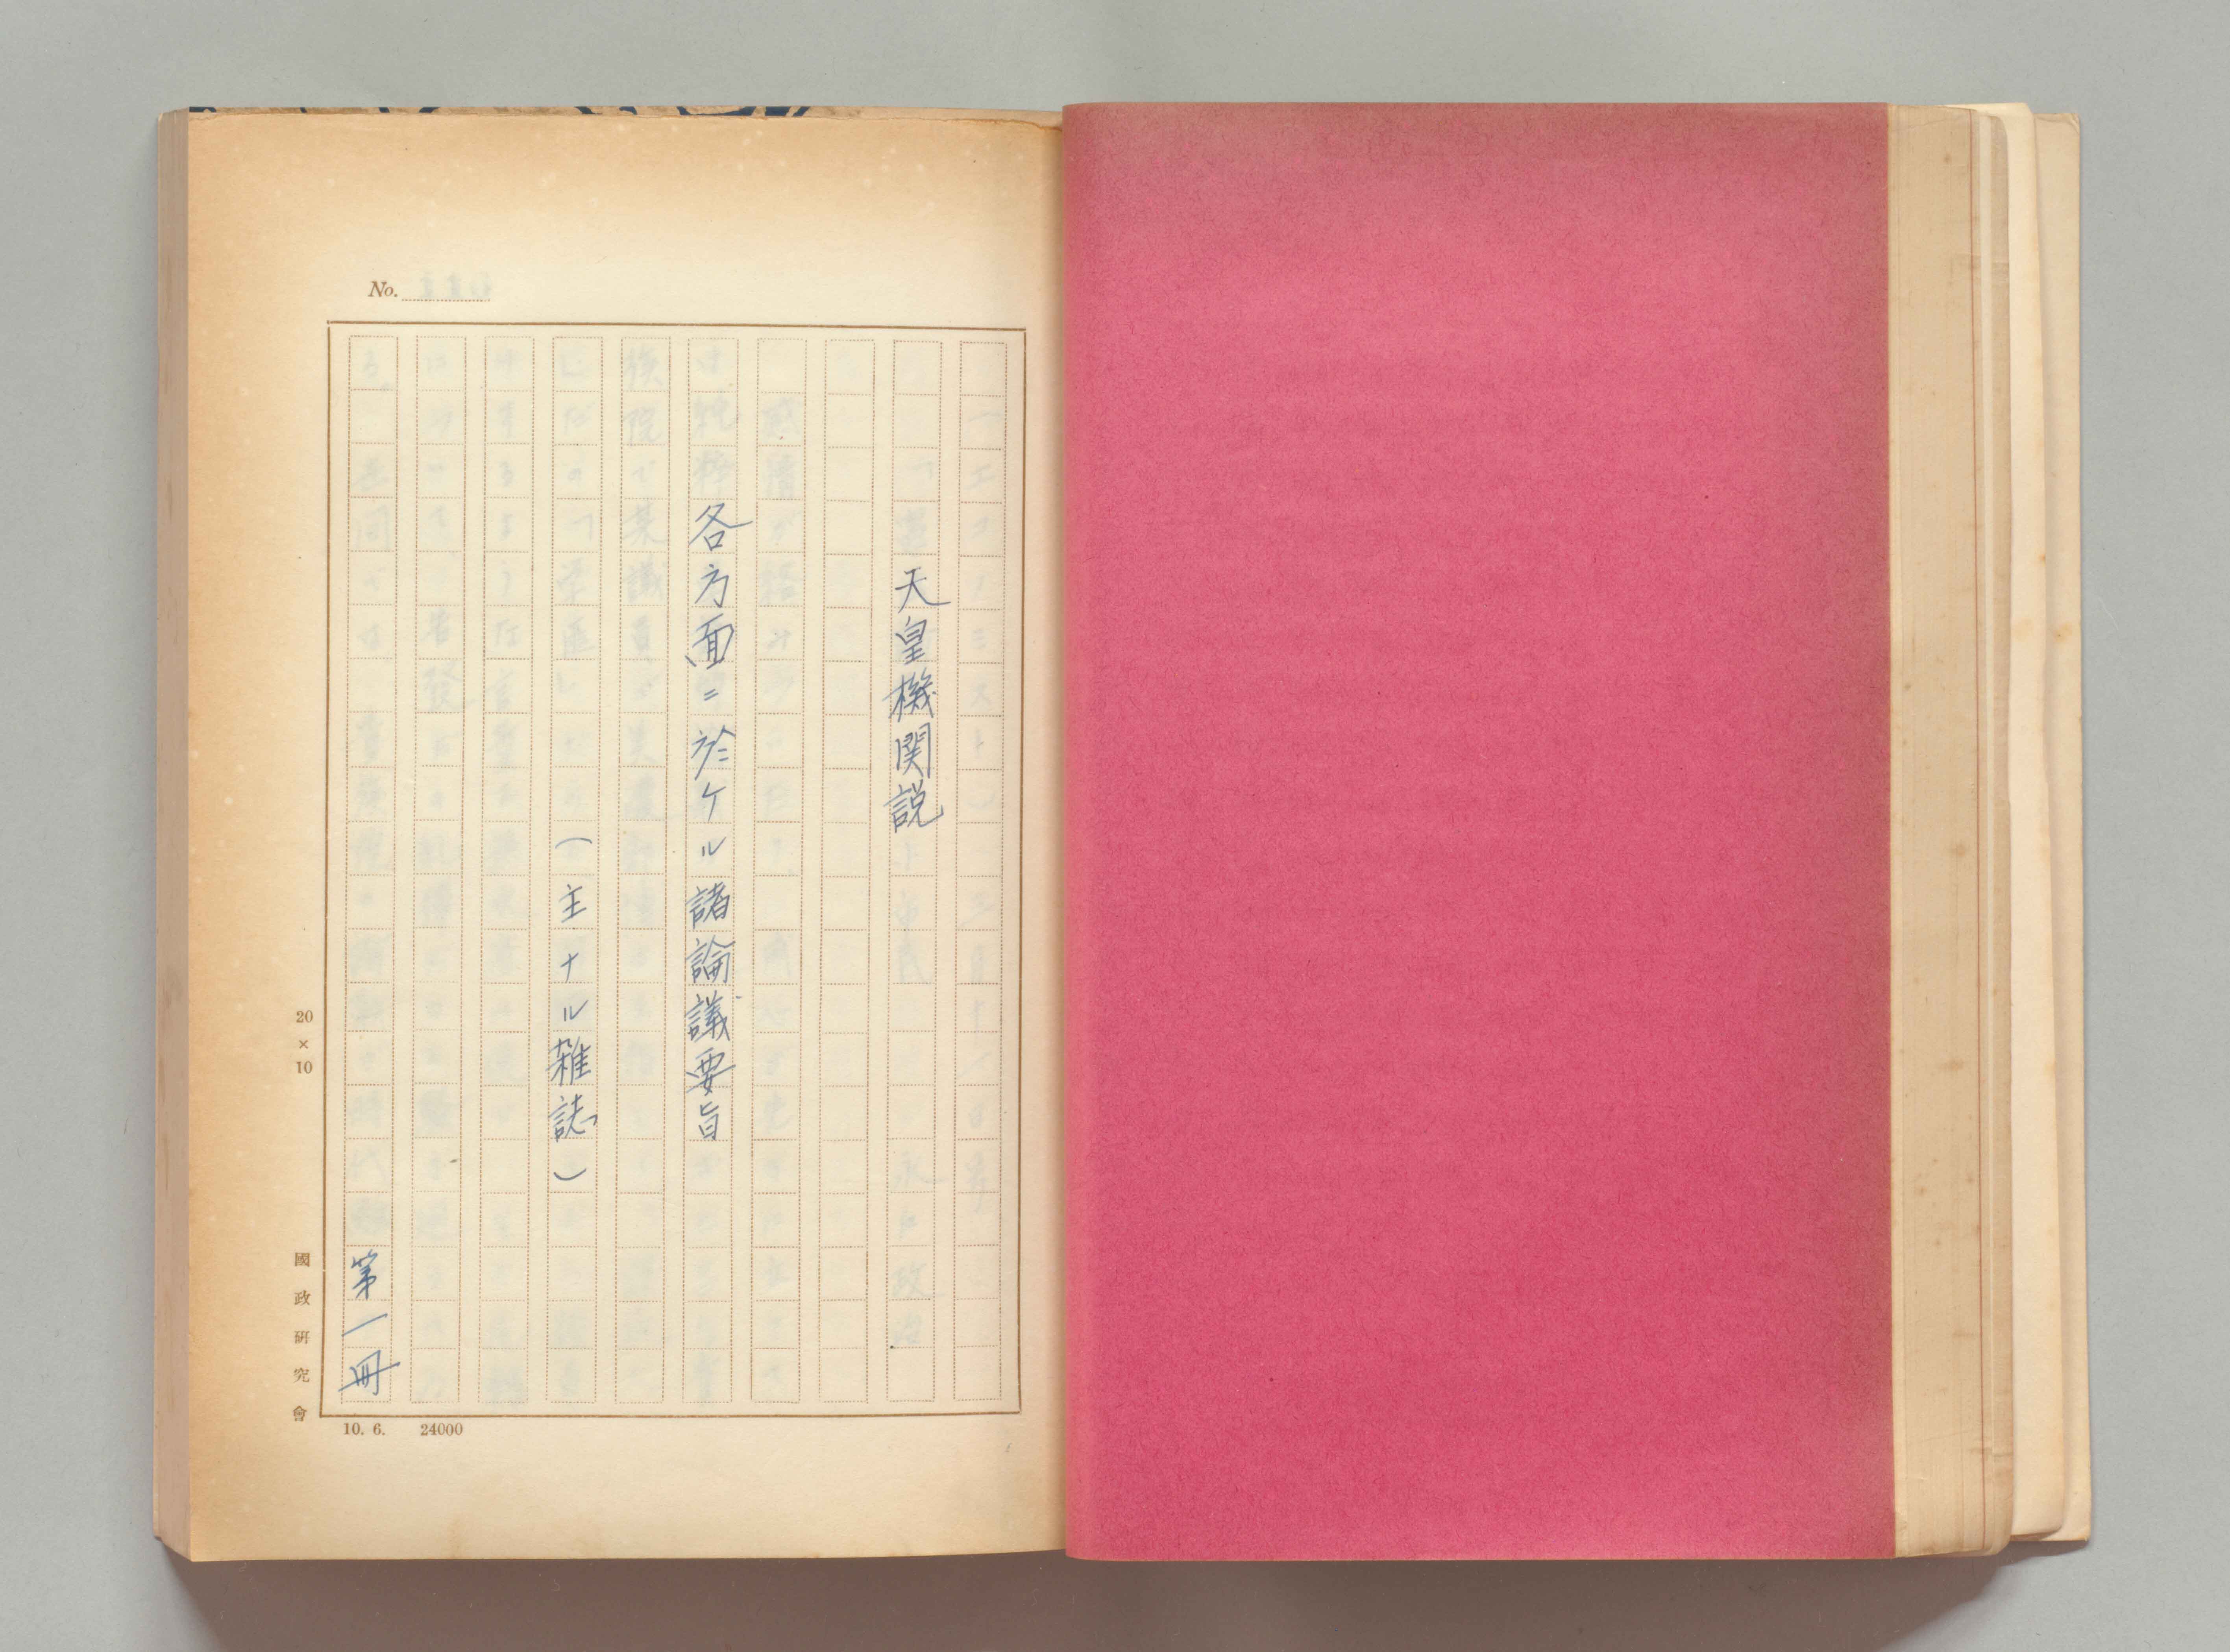 No.
天皇機関説
各方面ニ於ケル諸論議要旨
(主ナル雑誌)
第一冊
20×10
國政硏究會
10. 6. 24000